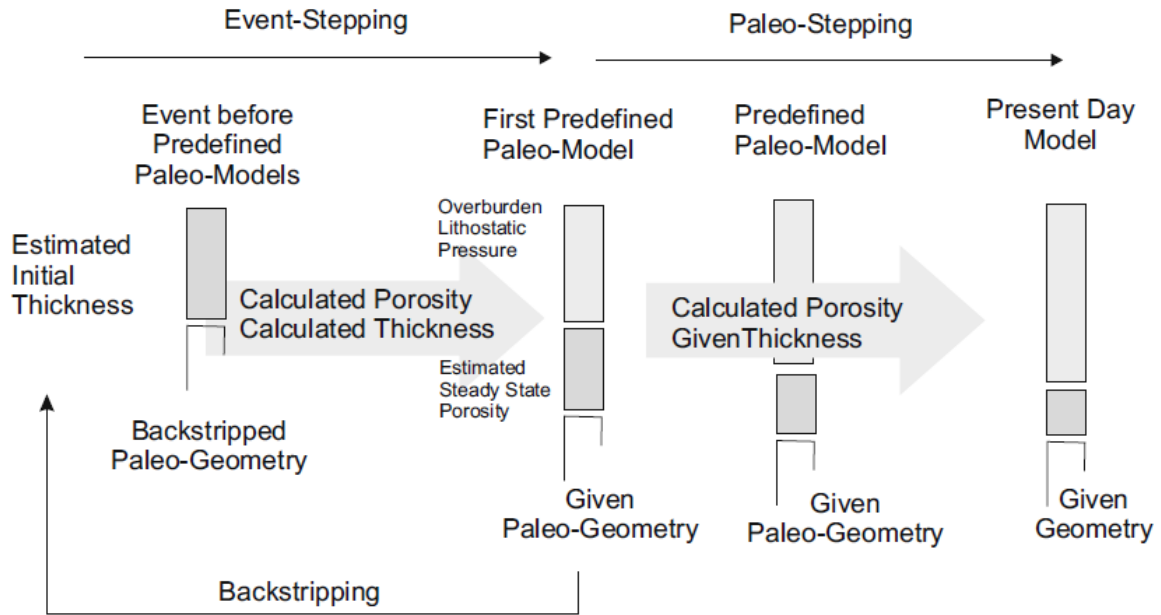 Event-Stepping
Paleo-Stepping
Event before
Predefined
Paleo-Models
First Predefined
Paleo-Model
Predefined
Paleo-Model
Present Day
Model
Estimated
Initial
Thickness
Overburden
Lithostatic
Pressure
Calculated Porosity
Calculated Thickness
Calculated Porosity
GivenThickness
Estimated
Steady State
Porosity
Backstripped
Paleo-Geometry
Given
Paleo-Geometry
Given
Paleo-Geometry
Given
Geometry
Backstripping